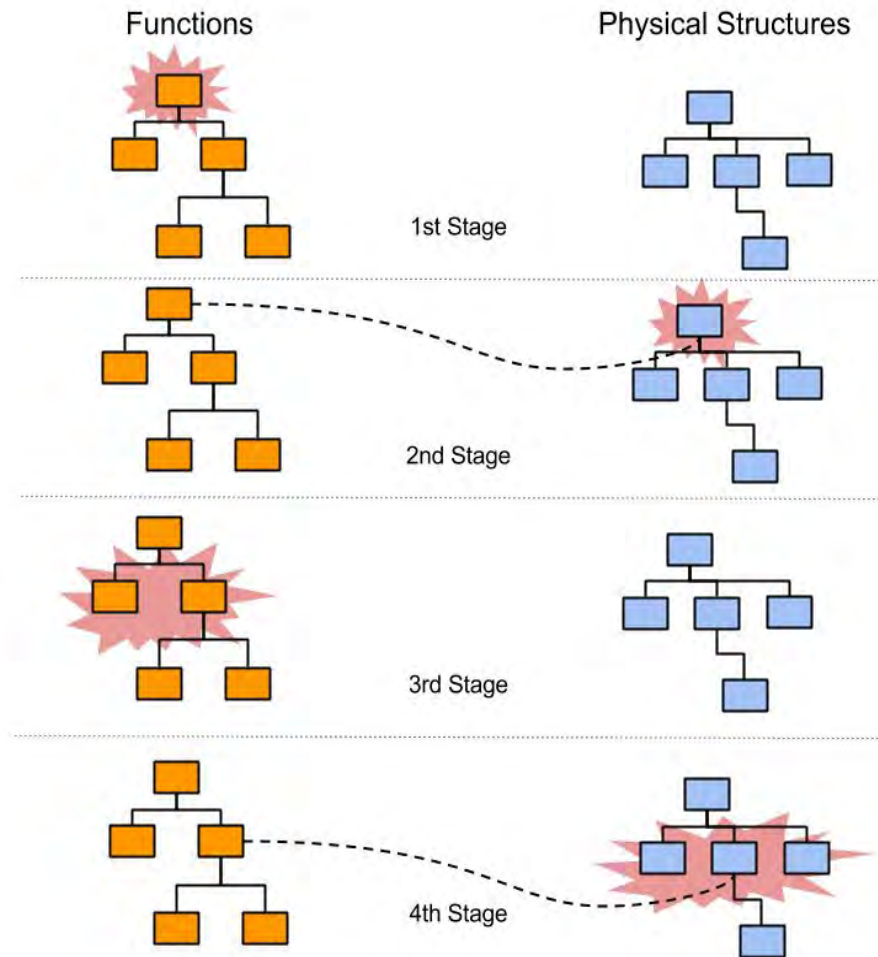 Functions
Physical Structures
1st Stage
2nd Stage
3rd Stage
4th Stage